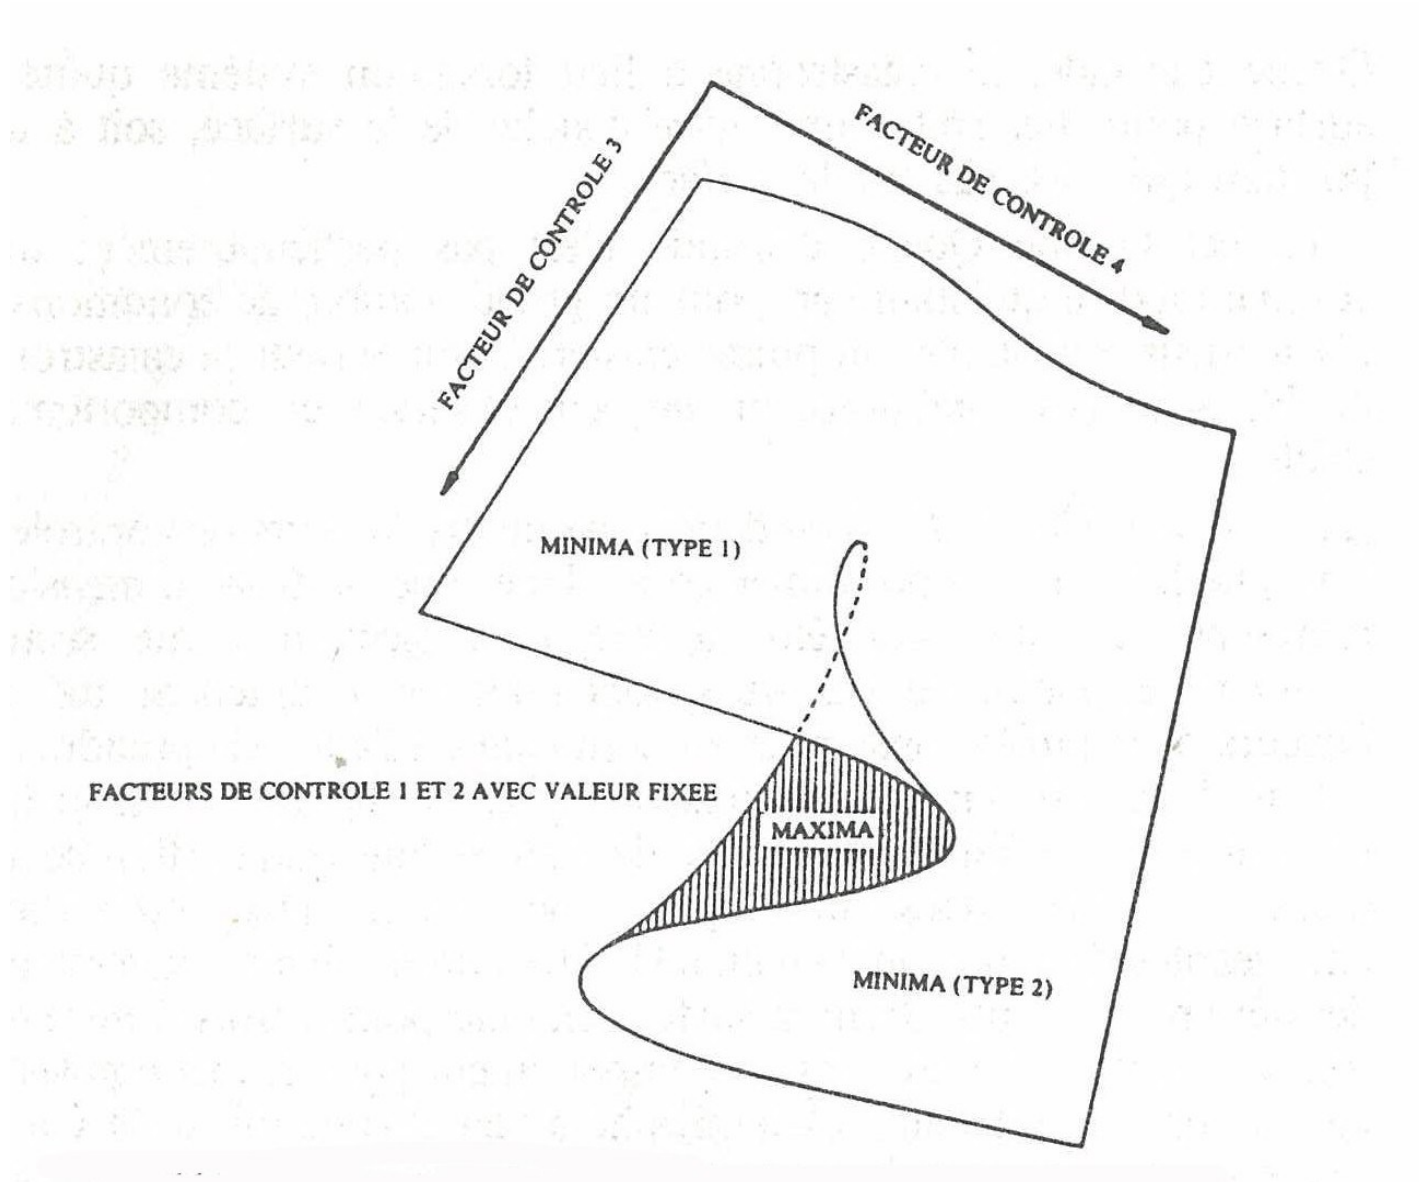 FACTEUR DE CONTROLE 3
FACTEUR DE CONTROLE 4
MINIMA (TYPE 1)
FACTEURS DE CONTROLE 1 ET 2 AVEC VALEUR FIXEE
MAXIMA
MINIMA (TYPE 2)